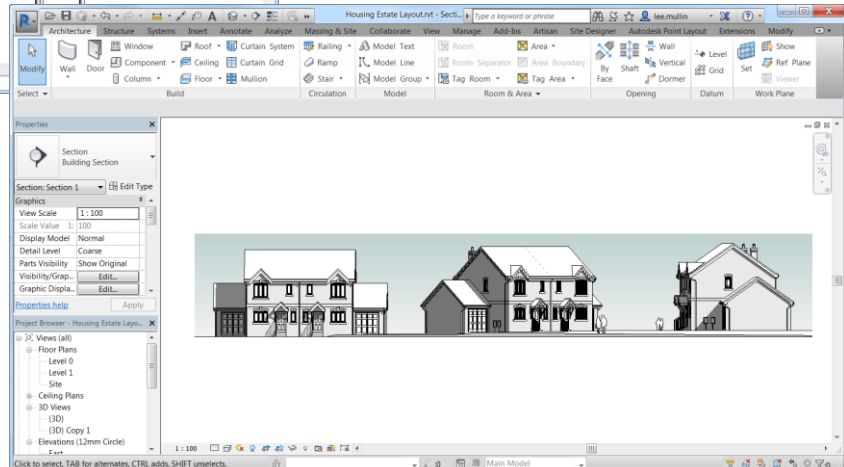 Housing Estate Layout.rvt - Secti...
Type a keyword or phrase
lee.mullin
Architecture Structure Systems Insert Annotate Analyze Massing & Site Collaborate View Manage Add-Ins Artisan Site Designer Autodesk Point Layout Extensions Modify
Modify
Wall
Door
Window
Component
Column
Roof
Ceiling
Floor
Curtain System
Curtain Grid
Mullion
Railing
Ramp
Stair
Model Text
Model Line
Model Group
Room
Room Separator
Tag Room
Area
Area Boundary
Tag Area
By Face
Shaft
Wall
Vertical
Dormer
Level
Grid
Set
Show
Ref Plane
Viewer
Select Build Circulation Model Room & Area Opening Datum Work Plane
Properties
Section
Building Section
Section: Section 1 Edit Type
Graphics
View Scale 1 : 100
Scale Value 1: 100
Display Model Normal
Detail Level Coarse
Parts Visibility Show Original
Visibility/Grap... Edit...
Graphic Displa... Edit...
Properties help Apply
Project Browser - Housing Estate Layo...
Views (all)
Floor Plans
Level 0
Level 1
Site
Ceiling Plans
3D Views
{3D}
{3D} Copy 1
Elevations (12mm Circle)
East
1 : 100
Click to select, TAB for alternates, CTRL adds, SHIFT unselects.
:0
Main Model
:0